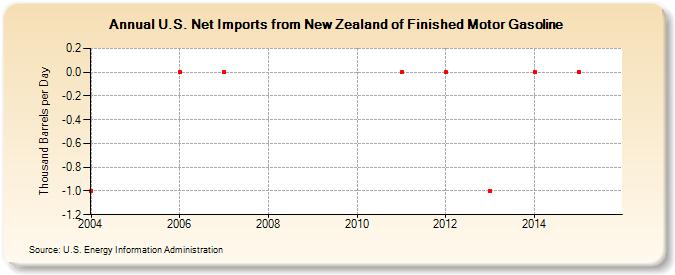 Annual U.S. Net Imports from New Zealand of Finished Motor Gasoline
Thousand Barrels per Day
0.2
0.0
-0.2
-0.4
-0.6
-0.8
-1.0
-1.2
2004 2006 2008 2010 2012 2014
Source: U.S. Energy Information Administration